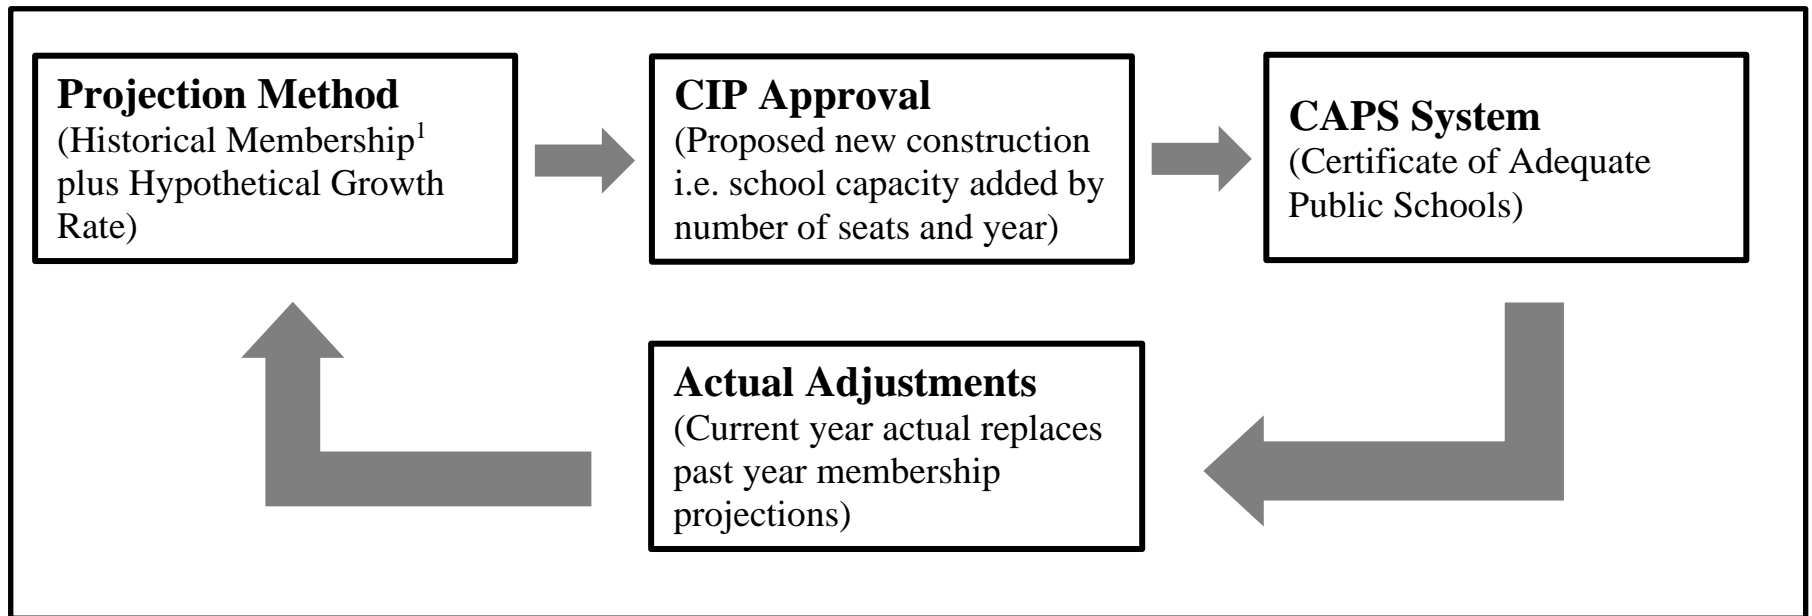 Projection Method
(Historical Membership¹
plus Hypothetical Growth
Rate)
CIP Approval
(Proposed new construction
i.e. school capacity added by
number of seats and year)
CAPS System
(Certificate of Adequate
Public Schools)
Actual Adjustments
(Current year actual replaces
past year membership
projections)